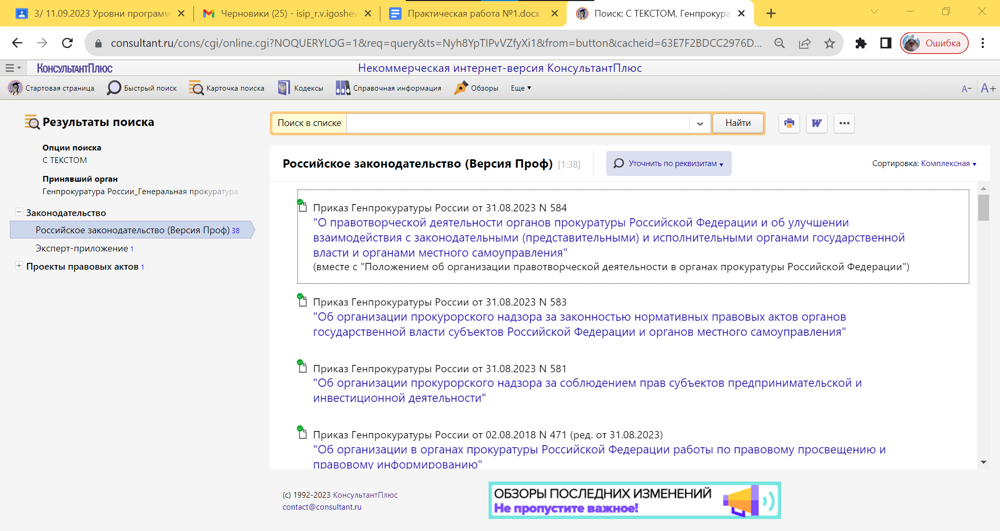 3/ 11.09.2023 Уровни программ
Черновики (25) - isip_r.v.igoshev
Практическая работа №1.docx
Поиск: С ТЕКСТОМ, Генпрокура
consultant.ru/cons/cgi/online.cgi?NOQUERYLOG=1&req=query&ts=Nyh8YpTIPvVZfyXi1&from=button&cacheid=63E7F2BDCC2976D...
Ошибка
КонсультантПлюс
Некоммерческая интернет-версия КонсультантПлюс
Стартовая страница
Быстрый поиск
Карточка поиска
Кодексы
Справочная информация
Обзоры
Еще
A- A+
Результаты поиска
Поиск в списке
Найти
W
Опции поиска
С ТЕКСТОМ
Принявший орган
Генпрокуратура России_Генеральная прокуратура
Законодательство
Российское законодательство (Версия Проф) 38
Эксперт-приложение 1
Проекты правовых актов 1
Российское законодательство (Версия Проф) [1:38]
Уточнить по реквизитам
Сортировка: Комплексная
Приказ Генпрокуратуры России от 31.08.2023 N 584
"О правотворческой деятельности органов прокуратуры Российской Федерации и об улучшении
взаимодействия с законодательными (представительными) и исполнительными органами государственной
власти и органами местного самоуправления"
(вместе с "Положением об организации правотворческой деятельности в органах прокуратуры Российской Федерации")
Приказ Генпрокуратуры России от 31.08.2023 N 583
"Об организации прокурорского надзора за законностью нормативных правовых актов органов
государственной власти субъектов Российской Федерации и органов местного самоуправления"
Приказ Генпрокуратуры России от 31.08.2023 N 581
"Об организации прокурорского надзора за соблюдением прав субъектов предпринимательской и
инвестиционной деятельности"
Приказ Генпрокуратуры России от 02.08.2018 N 471 (ред. от 31.08.2023)
"Об организации в органах прокуратуры Российской Федерации работы по правовому просвещению и
правовому информированию"
(c) 1992-2023 КонсультантПлюс
contact@consultant.ru
ОБЗОРЫ ПОСЛЕДНИХ ИЗМЕНЕНИЙ
Не пропустите важное!